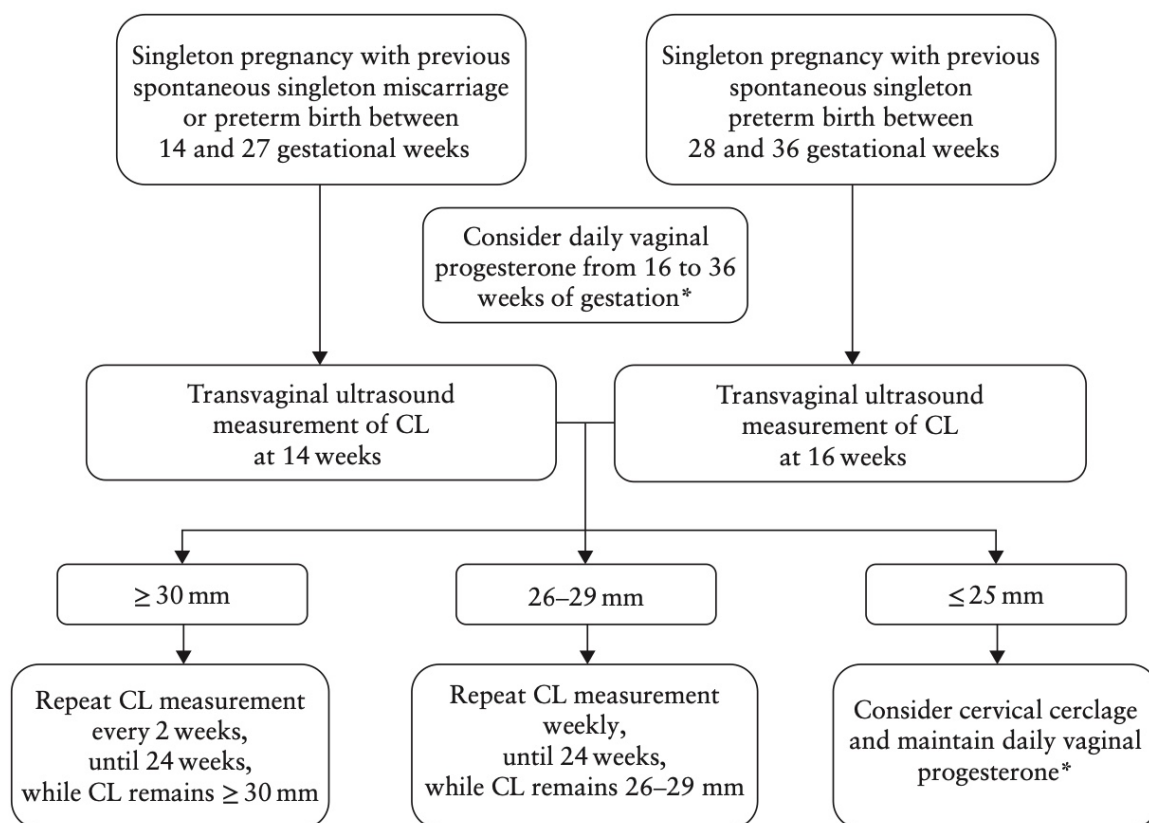 Singleton pregnancy with previous
spontaneous singleton miscarriage
or preterm birth between
14 and 27 gestational weeks
Singleton pregnancy with previous
spontaneous singleton
preterm birth between
28 and 36 gestational weeks
Consider daily vaginal
progesterone from 16 to 36
weeks of gestation*
Transvaginal ultrasound
measurement of CL
at 14 weeks
Transvaginal ultrasound
measurement of CL
at 16 weeks
≥ 30 mm
26–29 mm
≤ 25 mm
Repeat CL measurement
every 2 weeks,
until 24 weeks,
while CL remains ≥ 30 mm
Repeat CL measurement
weekly,
until 24 weeks,
while CL remains 26–29 mm
Consider cervical cerclage
and maintain daily vaginal
progesterone*